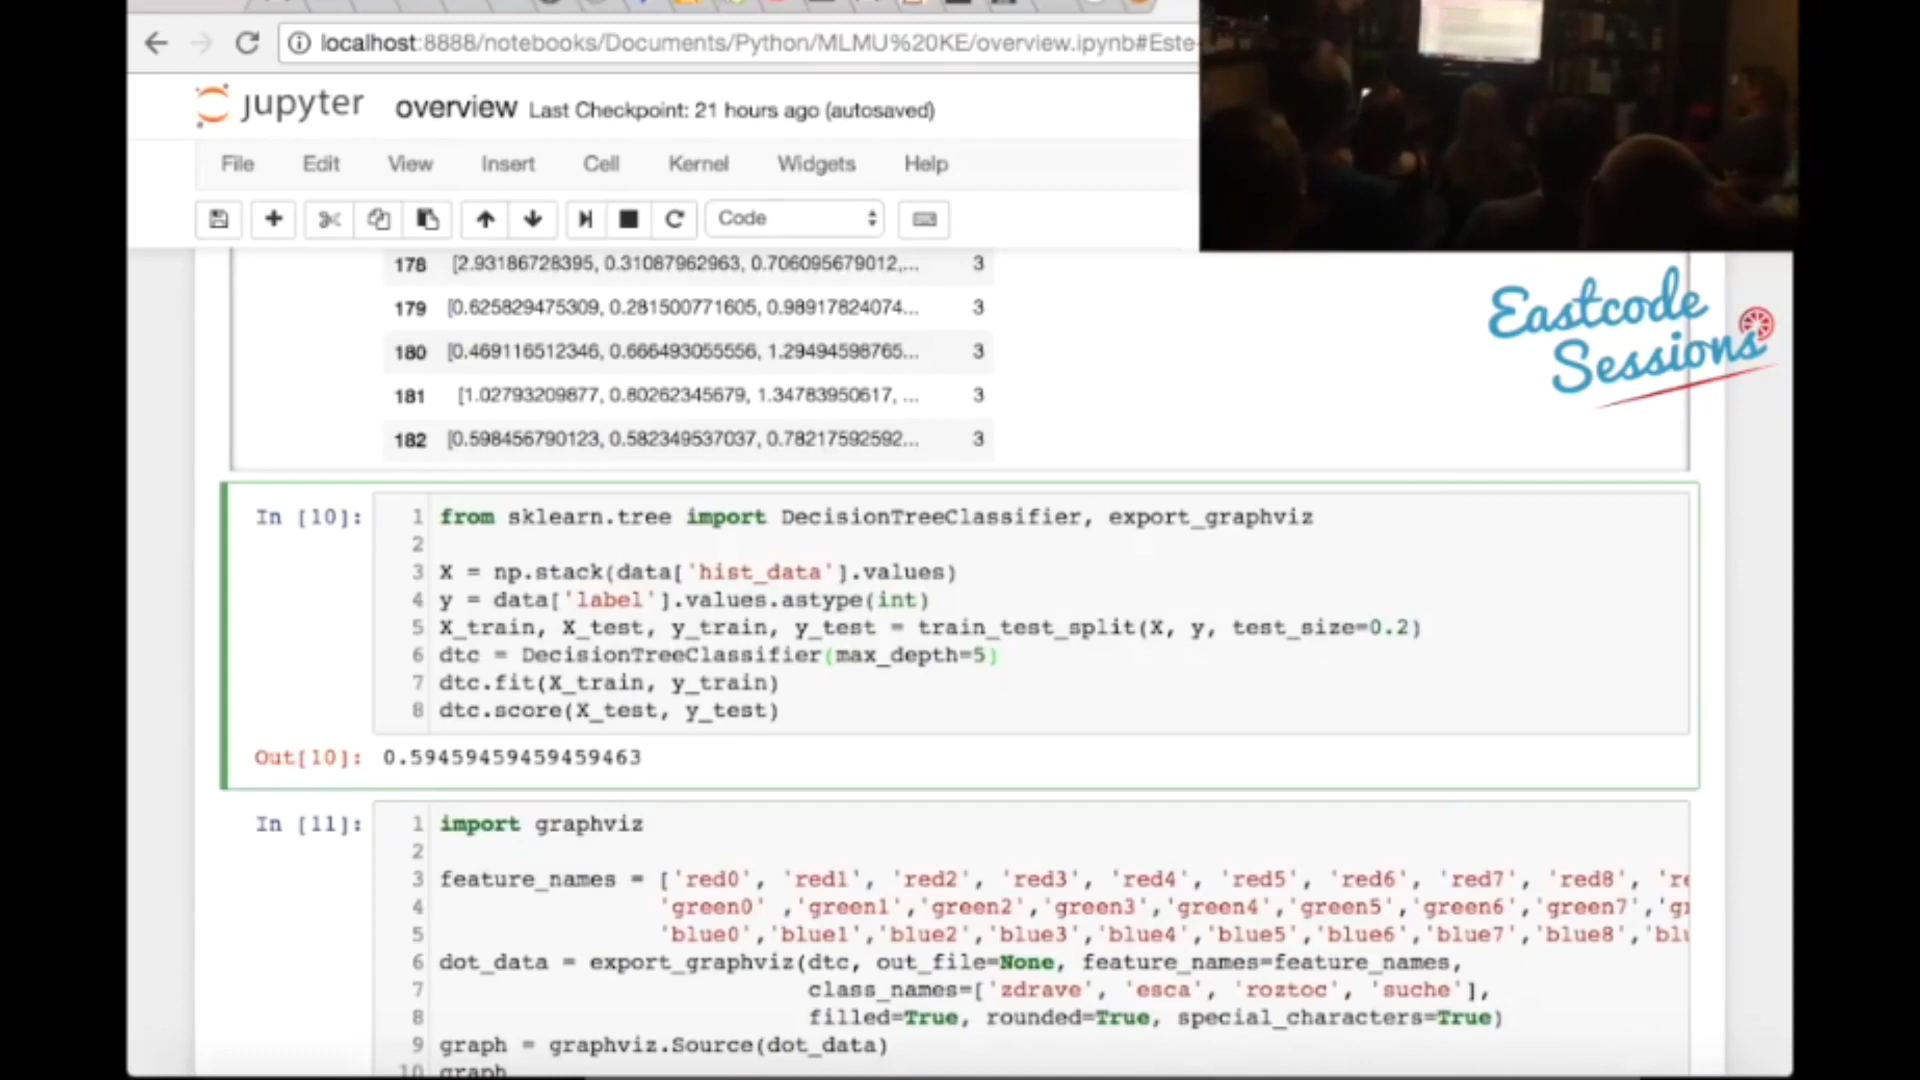 localhost:8888/notebooks/Documents/Python/MLMU%20KE/overview.ipynb#Este-
jupyter overview Last Checkpoint: 21 hours ago (autosaved)
File Edit View Insert Cell Kernel Widgets Help
Code
178 [2.93186728395, 0.31087962963, 0.706095679012,... 3
179 [0.625829475309, 0.281500771605, 0.98917824074... 3
180 [0.469116512346, 0.666493055556, 1.29494598765... 3
181 [1.02793209877, 0.80262345679, 1.34783950617, ... 3
182 [0.598456790123, 0.582349537037, 0.78217592592... 3
Eastcode
Sessions
In [10]: 1 from sklearn.tree import DecisionTreeClassifier, export_graphviz
2
3 X = np.stack(data['hist_data'].values)
4 y = data['label'].values.astype(int)
5 X_train, X_test, y_train, y_test = train_test_split(X, y, test_size=0.2)
6 dtc = DecisionTreeClassifier(max_depth=5)
7 dtc.fit(X_train, y_train)
8 dtc.score(X_test, y_test)
Out[10]: 0.59459459459459463
In [11]: 1 import graphviz
2
3 feature_names = ['red0', 'red1', 'red2', 'red3', 'red4', 'red5', 'red6', 'red7', 'red8', 're
4 'green0' ,'green1','green2','green3','green4','green5','green6','green7','g
5 'blue0','blue1','blue2','blue3','blue4','blue5','blue6','blue7','blue8','blu
6 dot_data = export_graphviz(dtc, out_file=None, feature_names=feature_names,
7 class_names=['zdrave', 'esca', 'roztoc', 'suche'],
8 filled=True, rounded=True, special_characters=True)
9 graph = graphviz.Source(dot_data)
10 graph